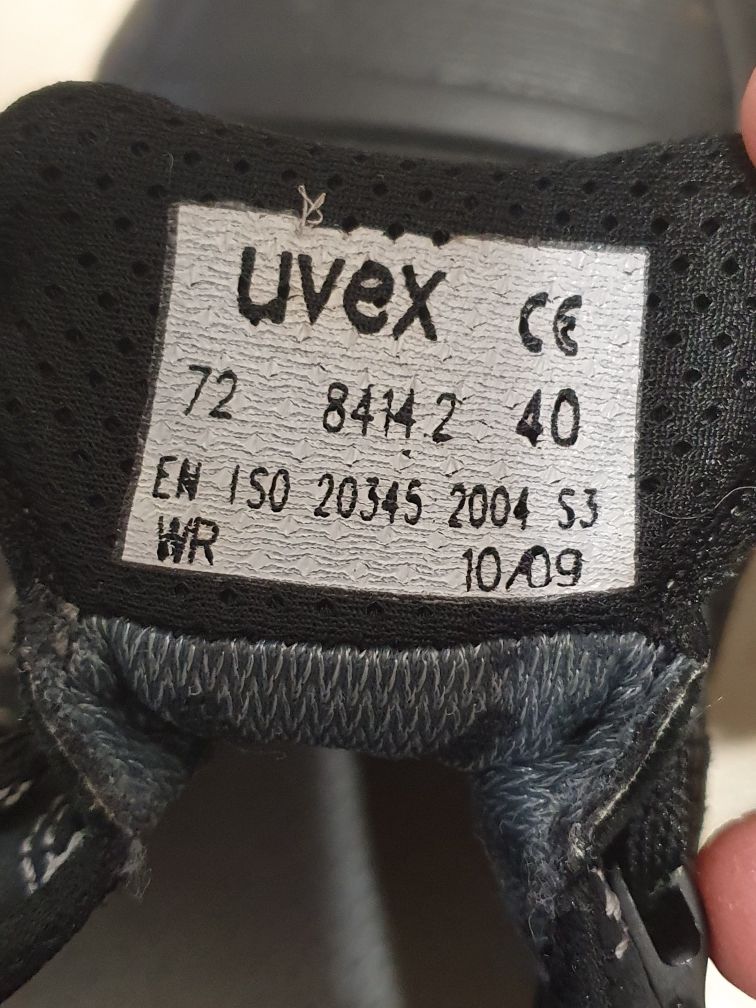 uvex CE
72 8414.2 40
EN ISO 20345 2004 S3
WR 10/09